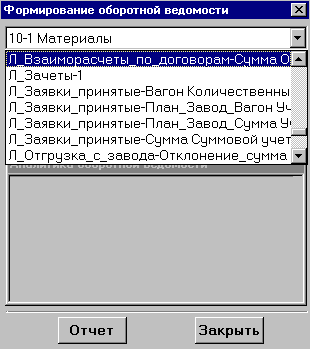 Формирование оборотной ведомости
10-1 Материалы
Л_Взаиморасчеты_по_договорам-Сумма О
Л_Зачеты-1
Л_Заявки_принятые-Вагон Количественны
Л_Заявки_принятые-План_Завод_Вагон Уч
Л_Заявки_принятые-План_Завод_Сумма Уч
Л_Заявки_принятые-Сумма Суммовой учет
Л_Отгрузка_с_завода-Отклонение_сумма
Аналитика оборотной ведомости
Отчет
Закрыть